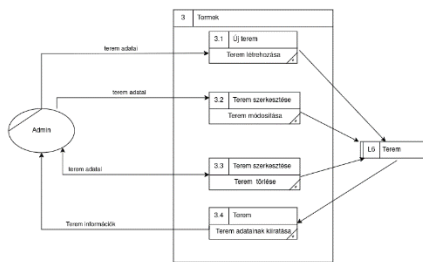 3 Termek
3.1 Új terem
Terem létrehozása
terem adatai
3.2 Terem szerkesztése
Terem módosítása
terem adatai
Admin
L6 Terem
3.3 Terem szerkesztése
Terem törlése
terem adatai
3.4 Terem
Terem adatainak kiíratása
Terem információk